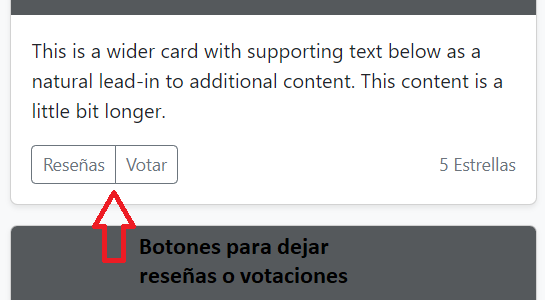 This is a wider card with supporting text below as a
natural lead-in to additional content. This content is a
little bit longer.
Reseñas Votar 5 Estrellas
Botones para dejar
reseñas o votaciones